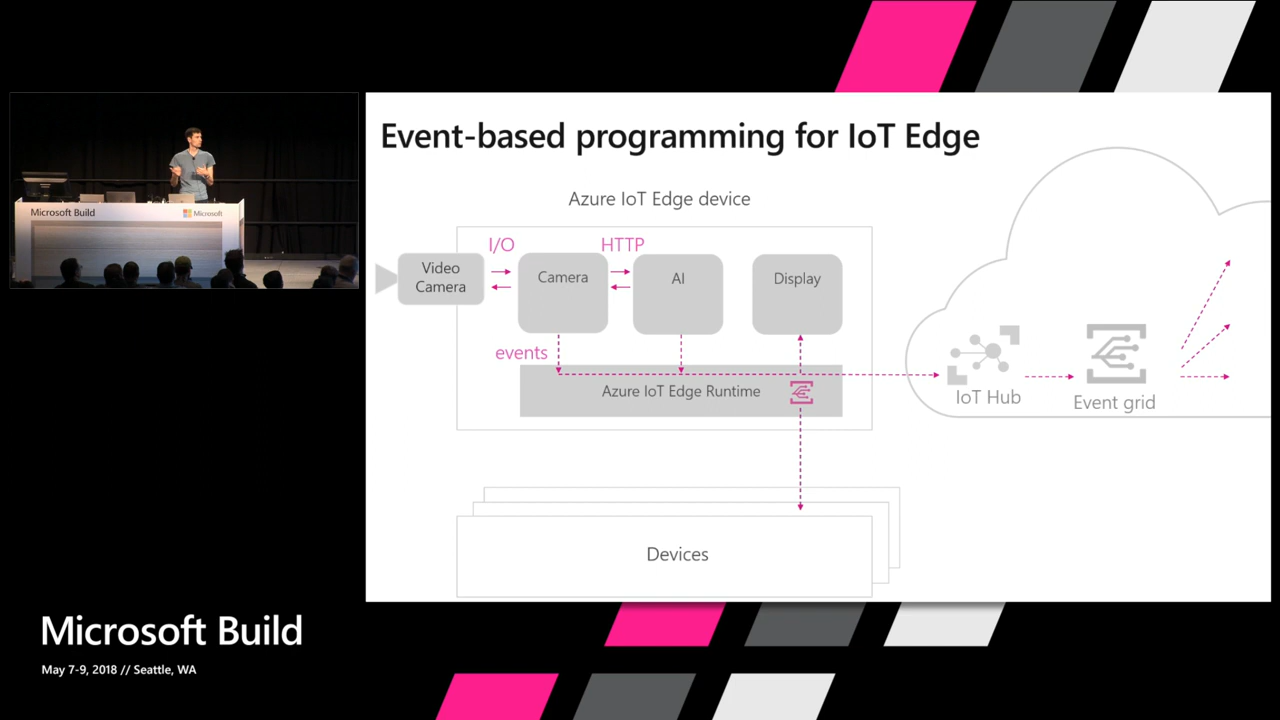 Event-based programming for IoT Edge
Azure IoT Edge device
I/O
HTTP
Video
Camera
Camera
AI
Display
events
Azure IoT Edge Runtime
IoT Hub
Event grid
Devices
Microsoft Build
Microsoft
Microsoft Build
May 7-9, 2018 // Seattle, WA